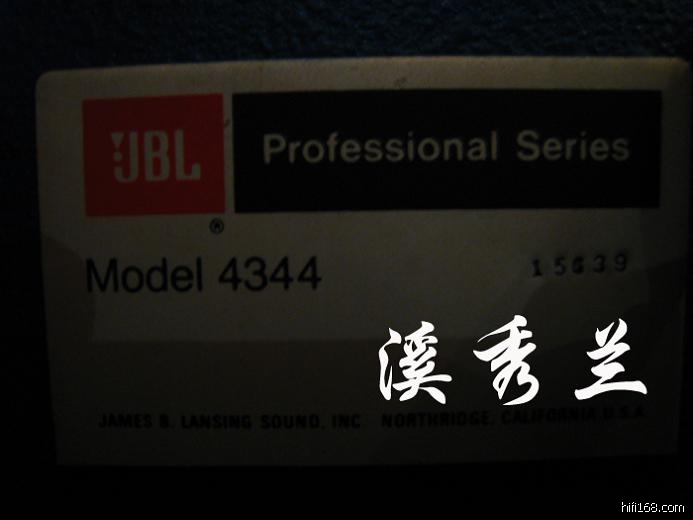 JBL Professional Series
®
Model 4344 15639
溪秀兰
JAMES B. LANSING SOUND, INC. NORTHRIDGE, CALIFORNIA U.S.A.
hifi168.com